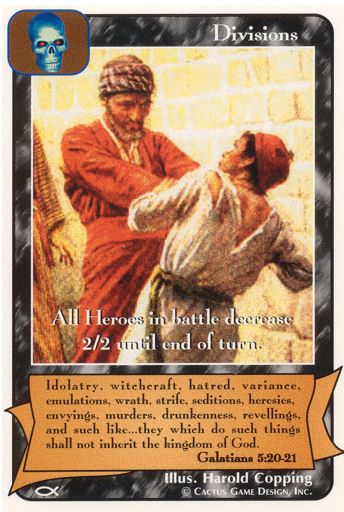 Divisions
All Heroes in battle decrease
2/2 until end of turn.
Idolatry, witchcraft, hatred, variance,
emulations, wrath, strife, seditions, heresies,
envyings, murders, drunkenness, revellings,
and such like...they which do such things
shall not inherit the kingdom of God.
Galatians 5:20-21
Illus. Harold Copping
© Cactus Game Design, Inc.